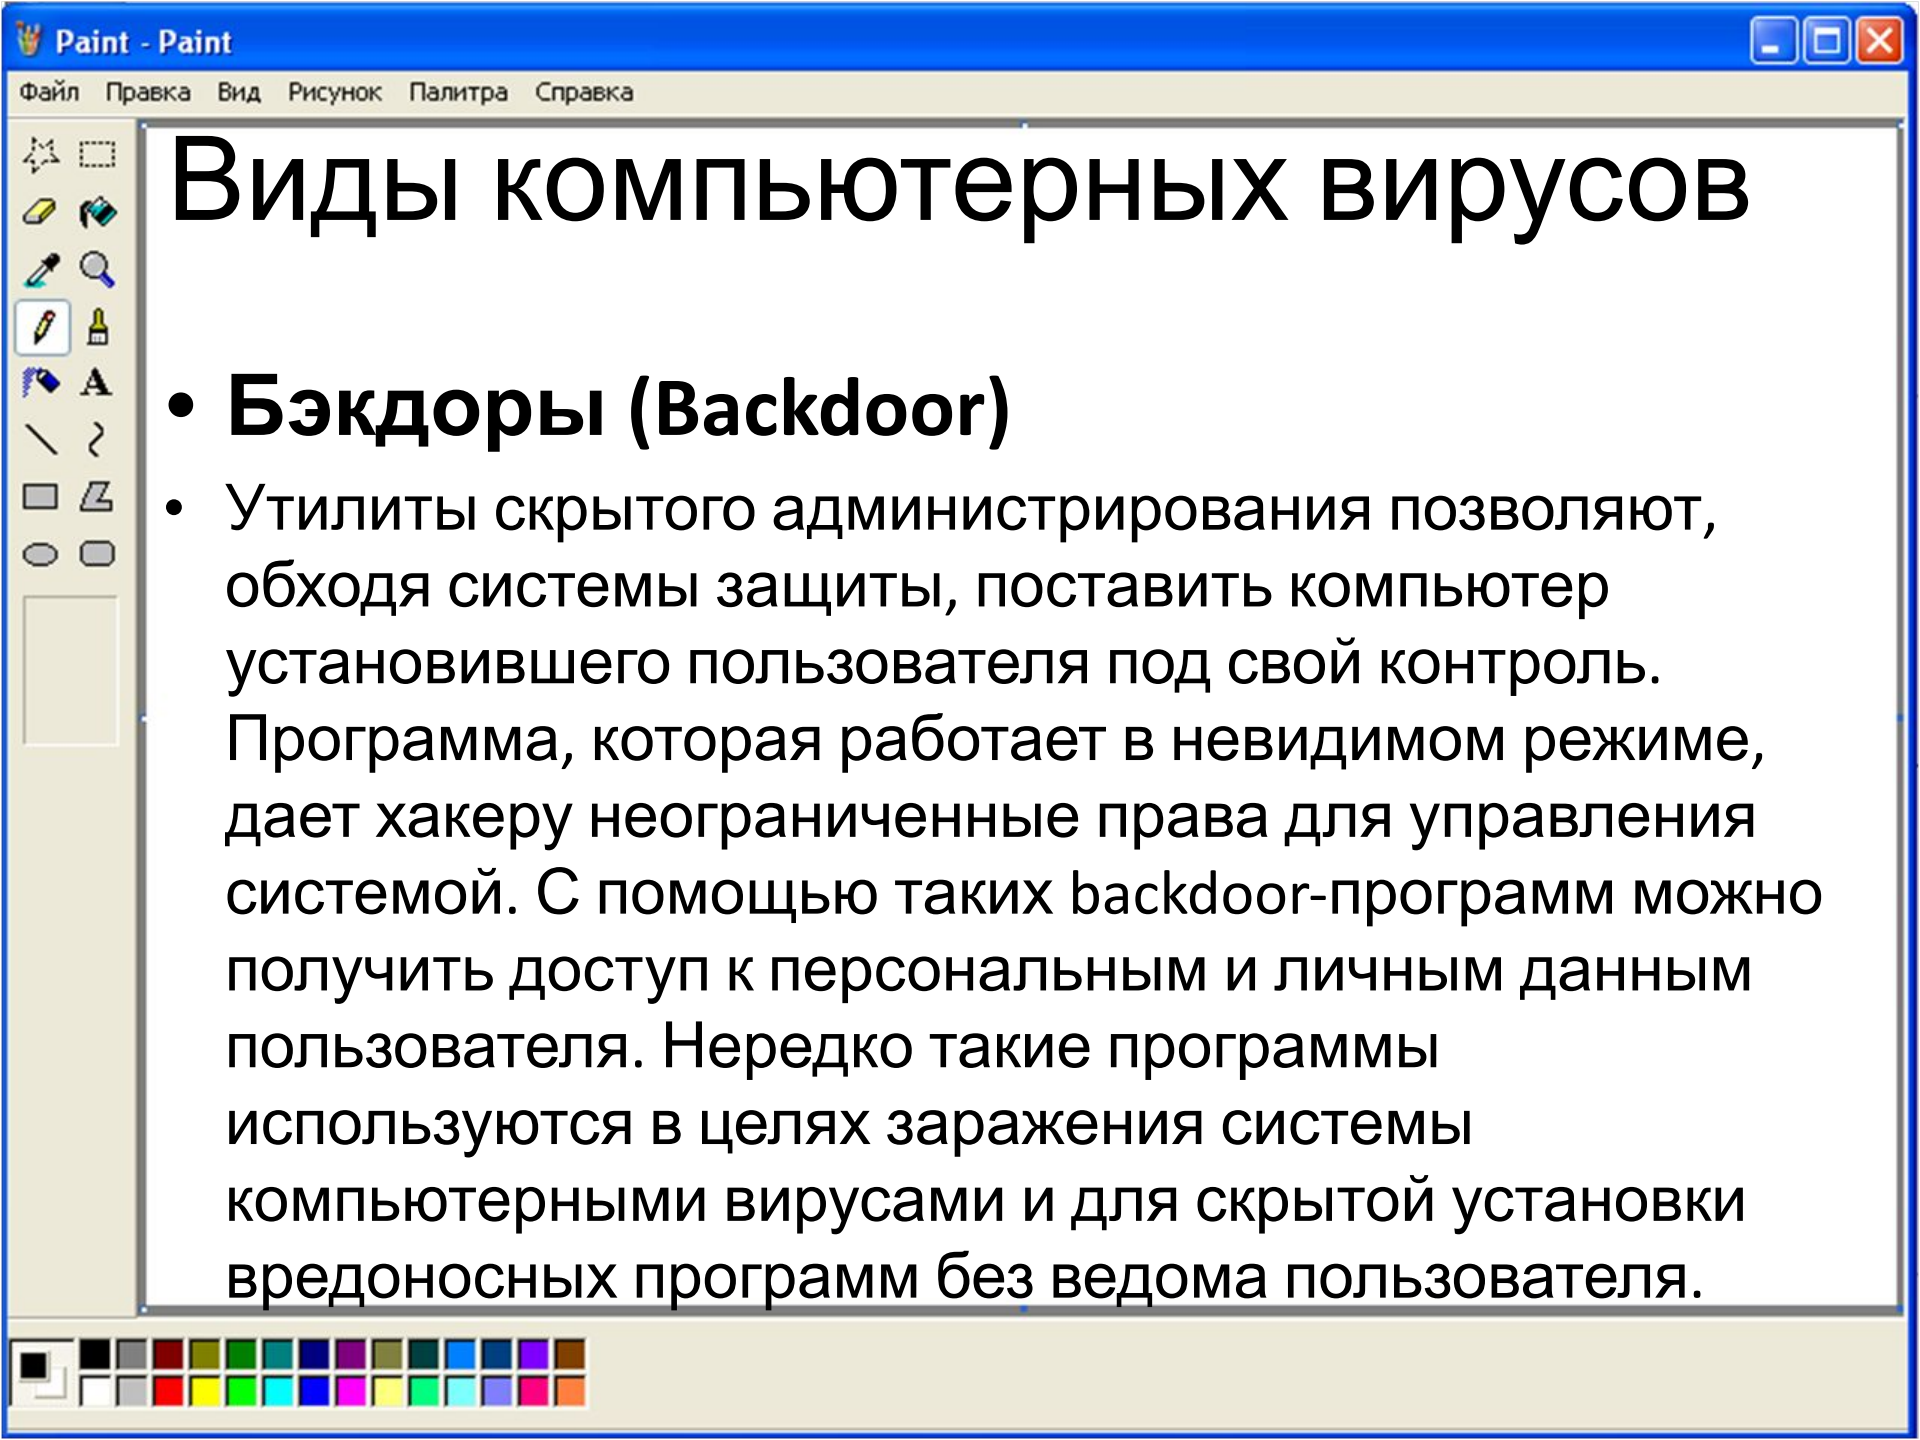 Paint - Paint
Файл Правка Вид Рисунок Палитра Справка
Виды компьютерных вирусов
• Бэкдоры (Backdoor)
• Утилиты скрытого администрирования позволяют,
обходя системы защиты, поставить компьютер
установившего пользователя под свой контроль.
Программа, которая работает в невидимом режиме,
дает хакеру неограниченные права для управления
системой. С помощью таких backdoor-программ можно
получить доступ к персональным и личным данным
пользователя. Нередко такие программы
используются в целях заражения системы
компьютерными вирусами и для скрытой установки
вредоносных программ без ведома пользователя.